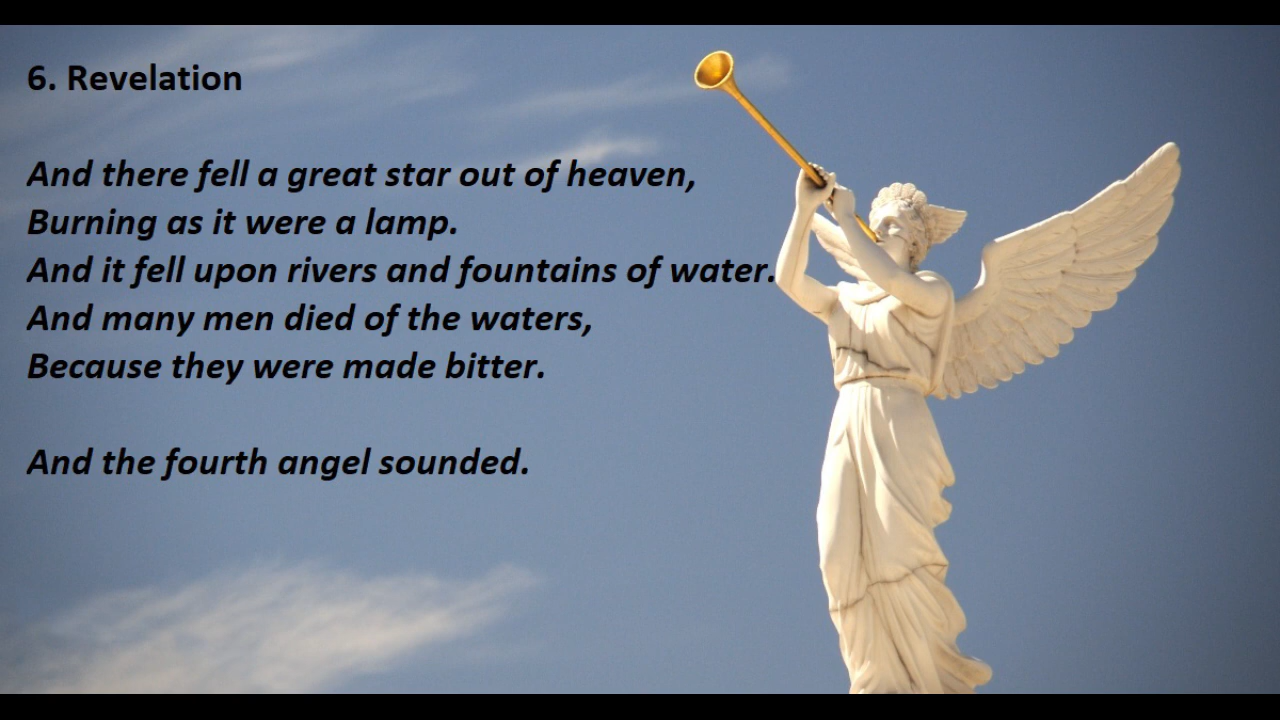 6. Revelation
And there fell a great star out of heaven,
Burning as it were a lamp.
And it fell upon rivers and fountains of water.
And many men died of the waters,
Because they were made bitter.
And the fourth angel sounded.